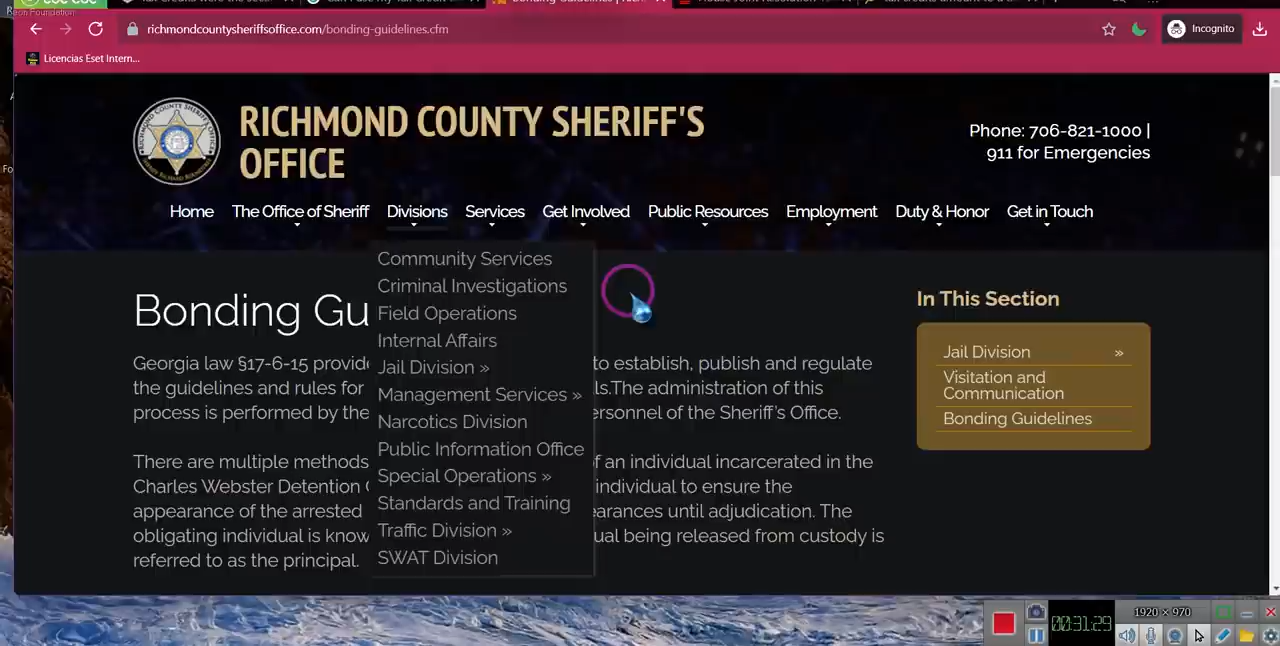 richmondcountysheriffsoffice.com/bonding-guidelines.cfm
Incognito
Licencias Eset Intern...
RICHMOND COUNTY SHERIFF'S
OFFICE
Phone: 706-821-1000 |
911 for Emergencies
Home The Office of Sheriff Divisions Services Get Involved Public Resources Employment Duty & Honor Get in Touch
Community Services
Criminal Investigations
Field Operations
Internal Affairs
Jail Division »
Management Services »
Narcotics Division
Public Information Office
Special Operations »
Standards and Training
Traffic Division »
SWAT Division
Bonding Gu
Georgia law §17-6-15 provide to establish, publish and regulate
the guidelines and rules for ls.The administration of this
process is performed by the ersonnel of the Sheriff's Office.
There are multiple methods f an individual incarcerated in the
Charles Webster Detention individual to ensure the
appearance of the arrested earances until adjudication. The
obligating individual is know ual being released from custody is
referred to as the principal.
In This Section
Jail Division »
Visitation and
Communication
Bonding Guidelines
1920 × 970
00:31:29